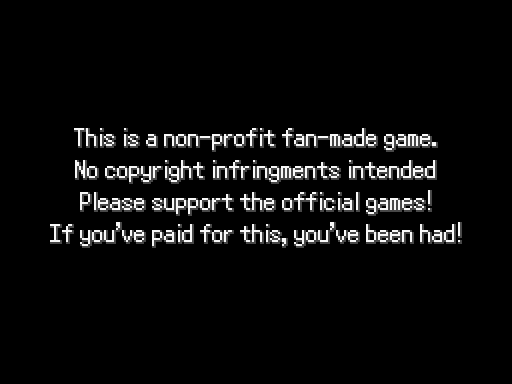 This is a non-profit fan-made game.
No copyright infringments intended
Please support the official games!
If you've paid for this, you've been had!